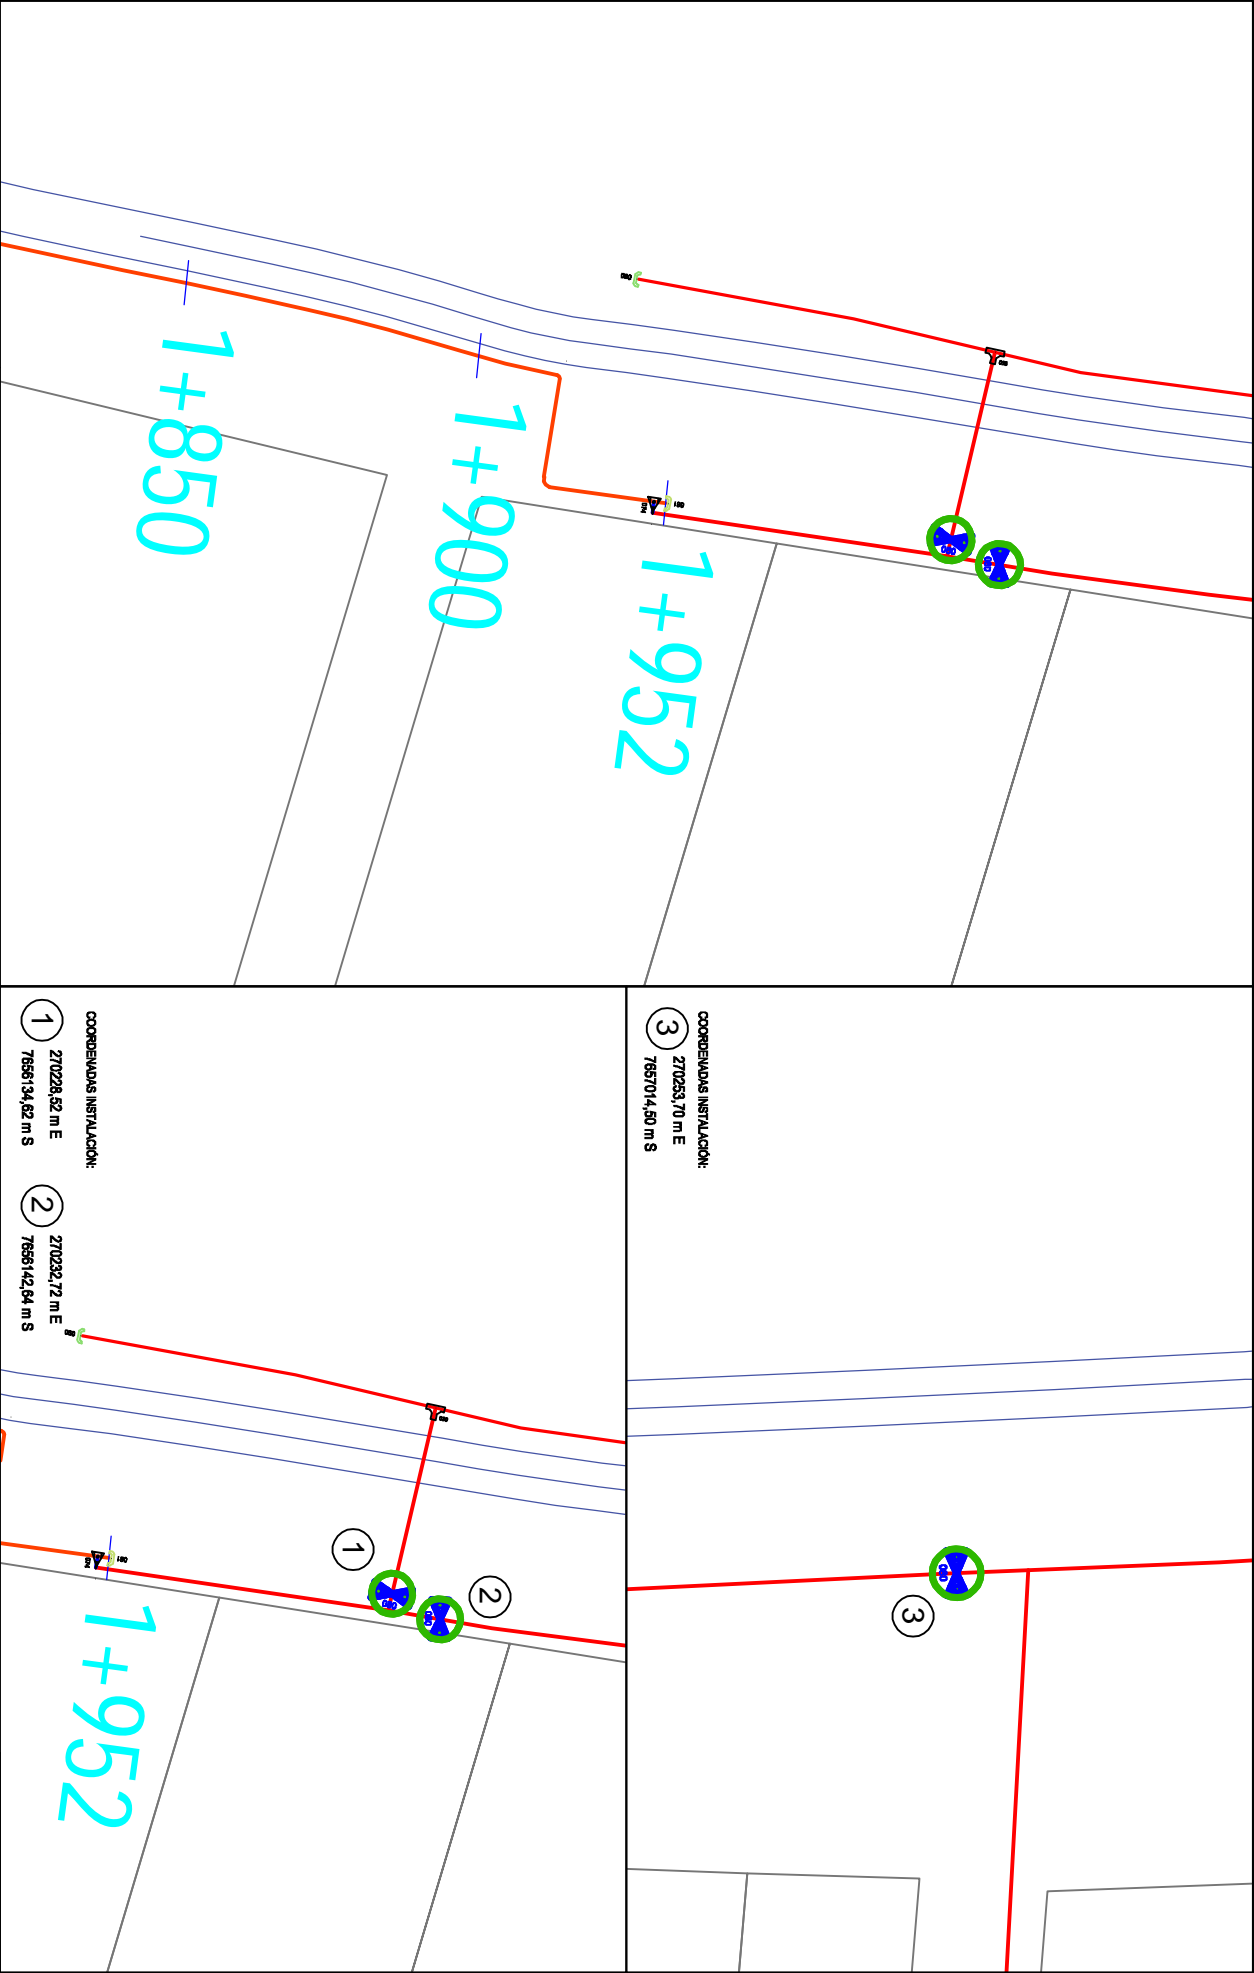 1+850
1+900
1+952
COORDENADAS INSTALACIÓN:
3
270253,70 m E
7657014,50 m S
3
COORDENADAS INSTALACIÓN:
1
270228,52 m E
7656134,62 m S
2
270232,72 m E
7656142,64 m S
1
2
1+952